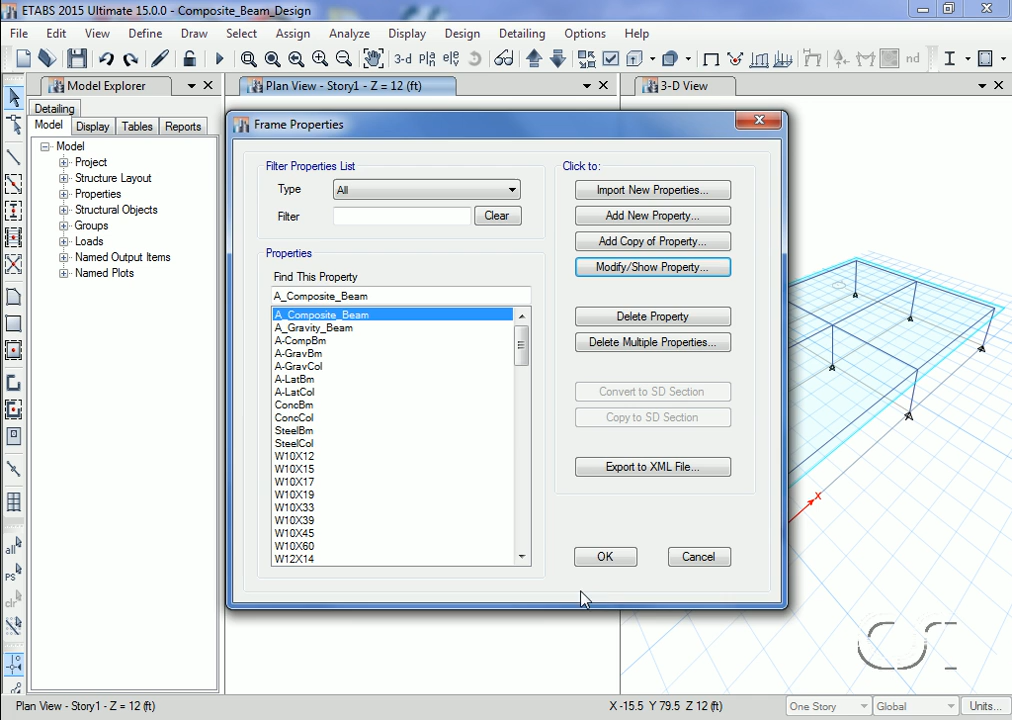 ETABS 2015 Ultimate 15.0.0 - Composite_Beam_Design
File Edit View Define Draw Select Assign Analyze Display Design Detailing Options Help
3-d
nd
Model Explorer
Plan View - Story1 - Z = 12 (ft)
3-D View
Detailing
Model Display Tables Reports
Model
Project
Structure Layout
Properties
Structural Objects
Groups
Loads
Named Output Items
Named Plots
all
PS
clr
Frame Properties
Filter Properties List
Type All
Filter Clear
Properties
Find This Property
A_Composite_Beam
A_Composite_Beam
A_Gravity_Beam
A-CompBm
A-GravBm
A-GravCol
A-LatBm
A-LatCol
ConcBm
ConcCol
SteelBm
SteelCol
W10X12
W10X15
W10X17
W10X19
W10X33
W10X39
W10X45
W10X60
W12X14
Click to:
Import New Properties...
Add New Property...
Add Copy of Property...
Modify/Show Property...
Delete Property
Delete Multiple Properties...
Convert to SD Section
Copy to SD Section
Export to XML File...
OK Cancel
X
Plan View - Story1 - Z = 12 (ft)
X -15.5 Y 79.5 Z 12 (ft)
One Story
Global
Units...